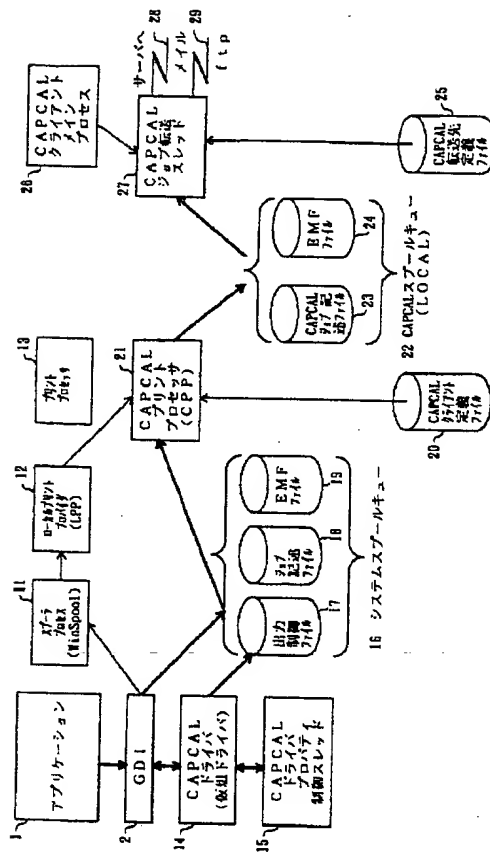 1
アプリケーション
2
GDI
14
CAPCAL
ドライバ
(仮想ドライバ)
15
CAPCAL
ドライバ
プロパティ
制御スレッド
11
スプーラ
プロセス
(WinSpool)
12
ローカルプリント
プロバイダ
(LPP)
13
プリント
プロセッサ
出力制御
ファイル
17
ジョブ
記述
ファイル
18
EMF
ファイル
19
16 システムスプールキュー
21
CAPCAL
プリント
プロセッサ
(CPP)
CAPCAL
クライアント
定義
ファイル
20
CAPCAL
ジョブ記
述ファイル
23
EMF
ファイル
24
22 CAPCALスプールキュー
(LOCAL)
26
CAPCAL
クライアント
メイン
プロセス
27
CAPCAL
ジョブ転送
スレッド
サーバへ
28
メイル
29
ftp
CAPCAL
転送先
定義
ファイル
25